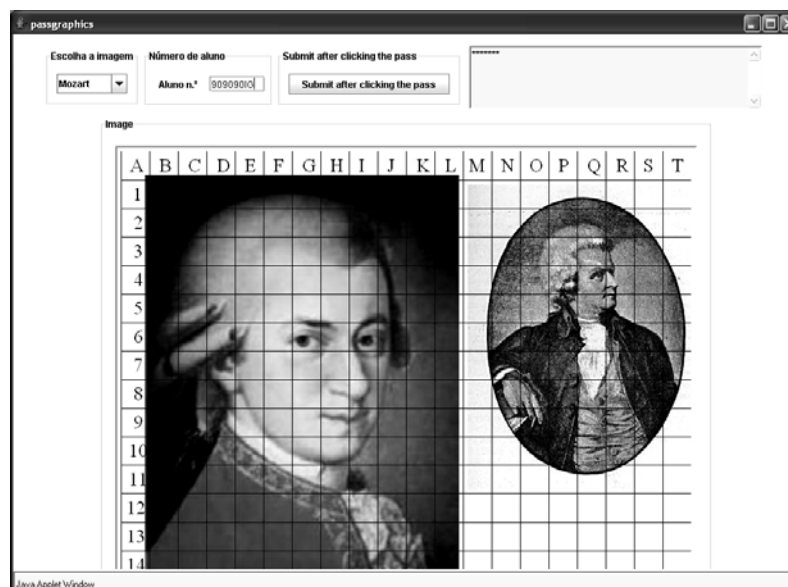 passgraphics
Escolha a imagem
Mozart
Número de aluno
Aluno n.º
Submit after clicking the pass
Submit after clicking the pass
*******
Image
A B C D E F G H I J K L M N O P Q R S T
1
2
3
4
5
6
7
8
9
10
11
12
13
14
Java Applet Window